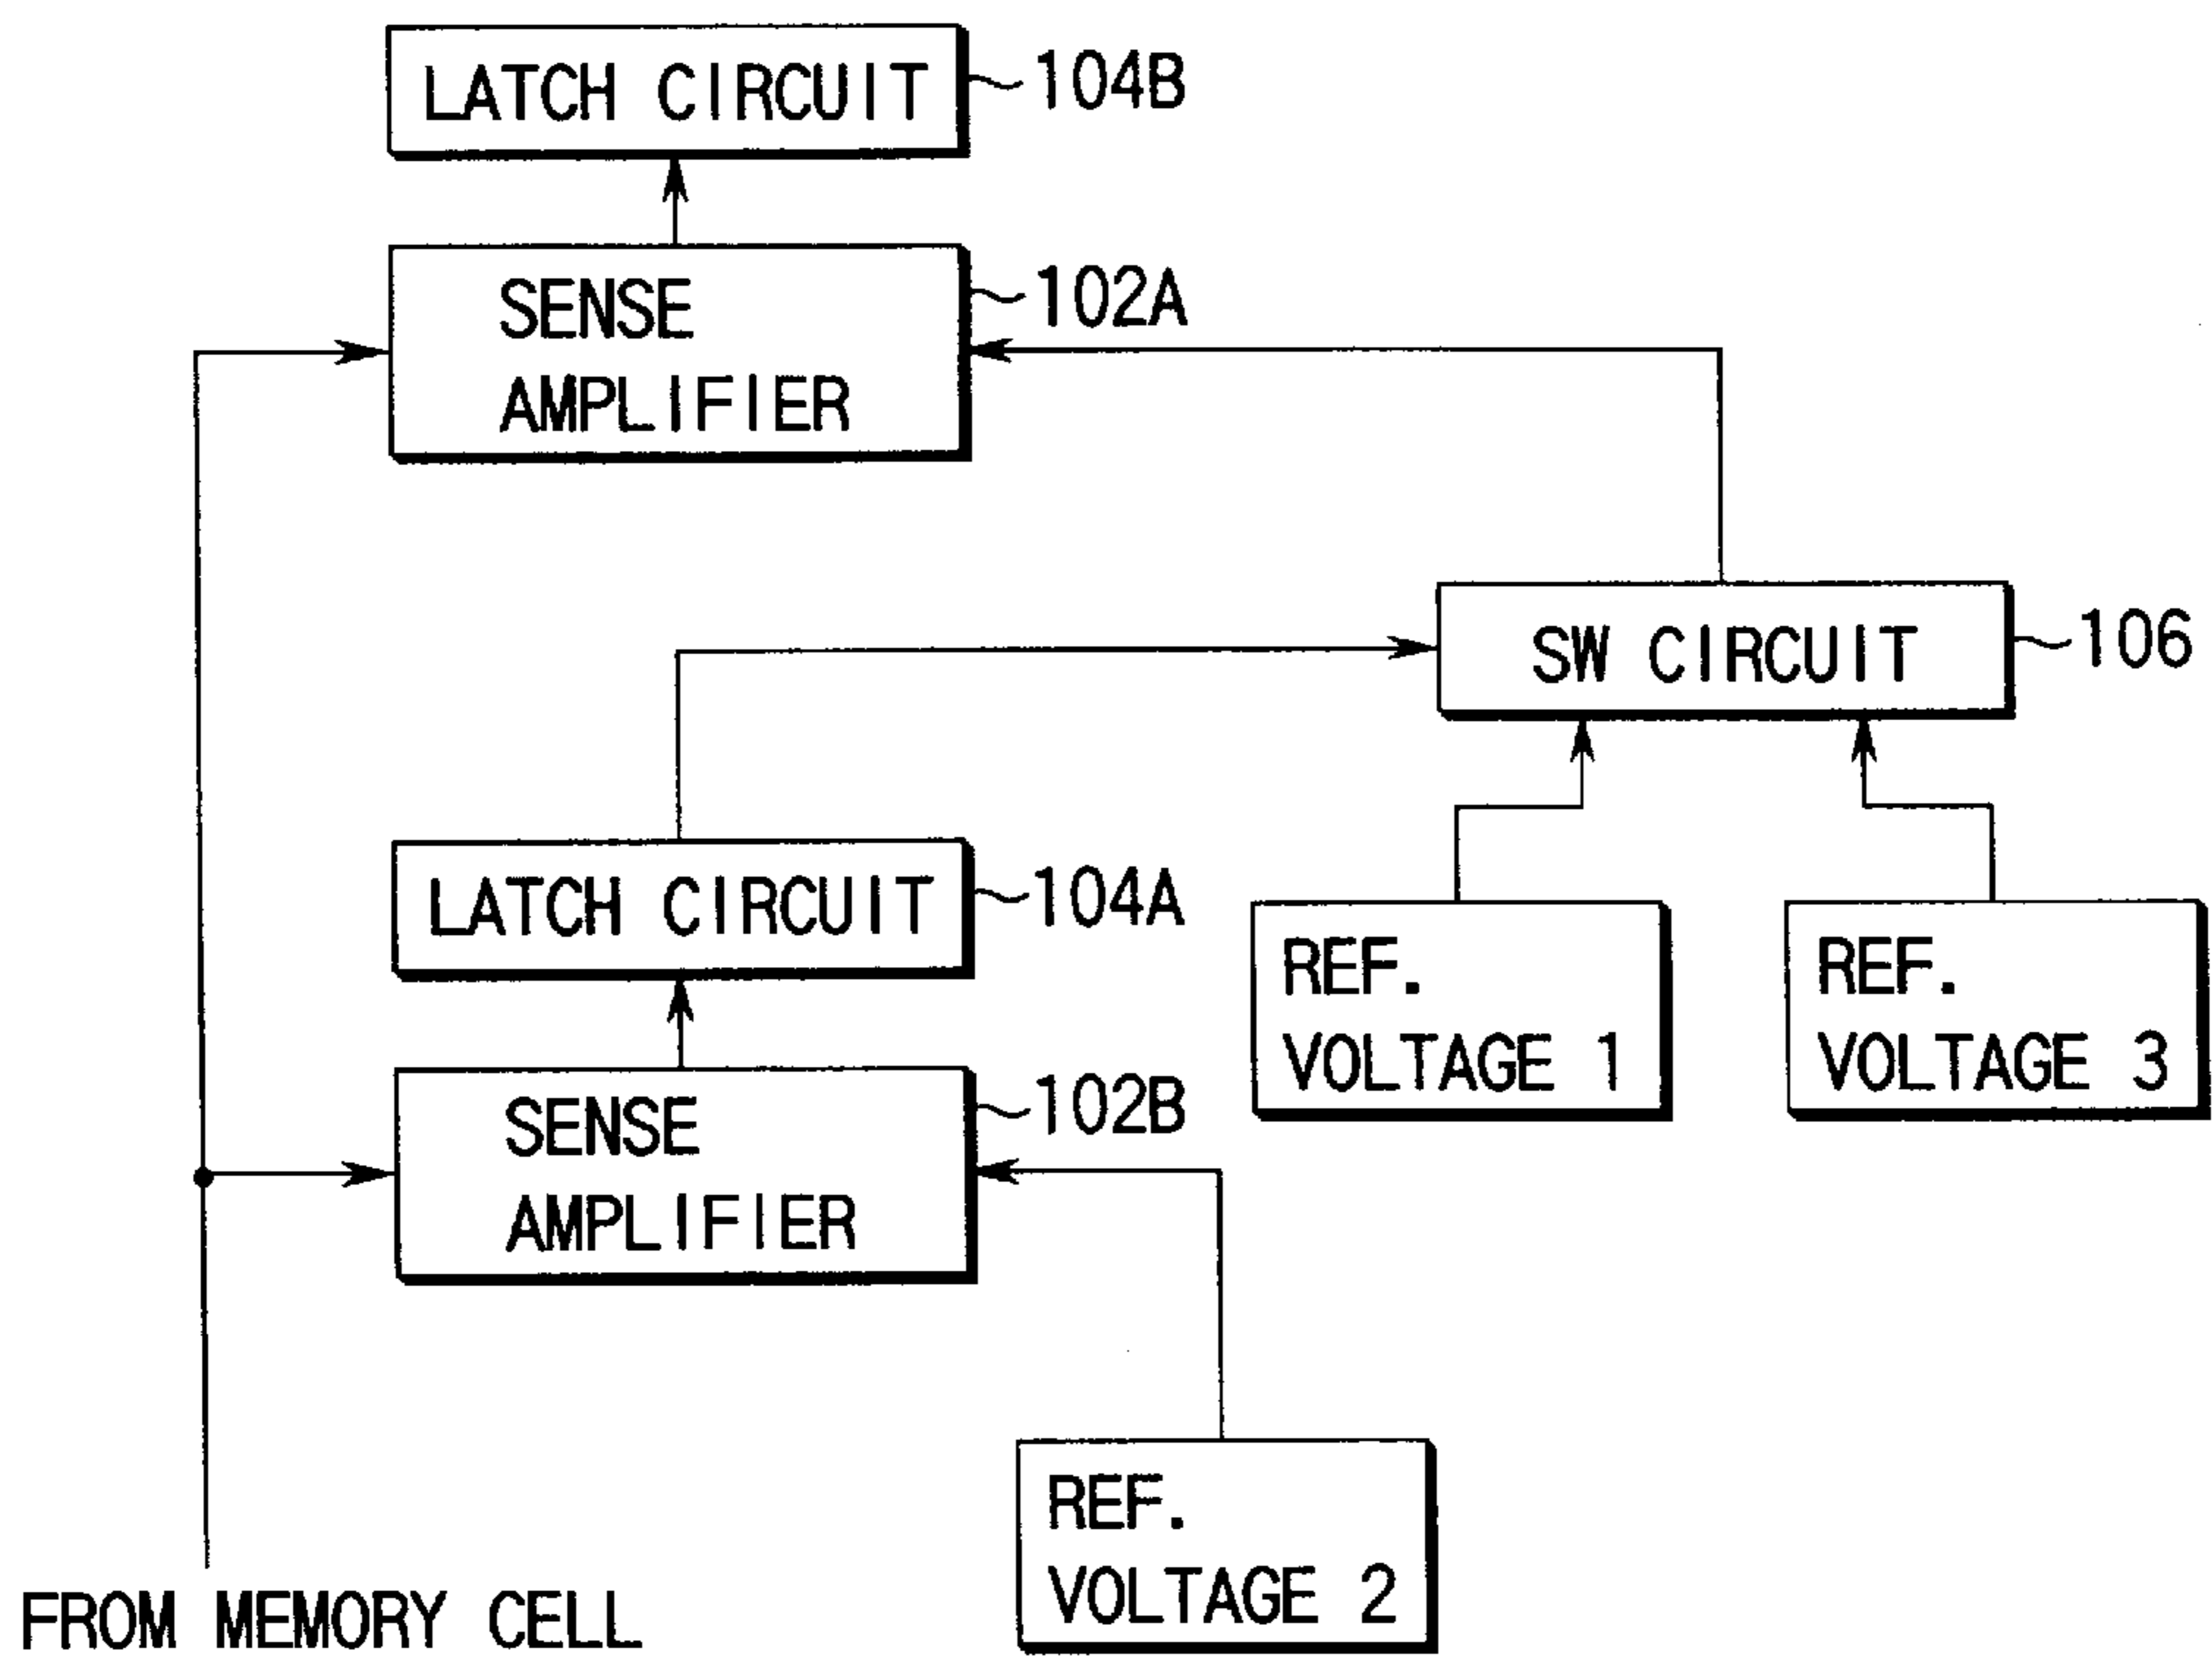 LATCH CIRCUIT
104B
SENSE
AMPLIFIER
102A
SW CIRCUIT
106
LATCH CIRCUIT
104A
REF.
VOLTAGE 1
REF.
VOLTAGE 3
SENSE
AMPLIFIER
102B
REF.
VOLTAGE 2
FROM MEMORY CELL